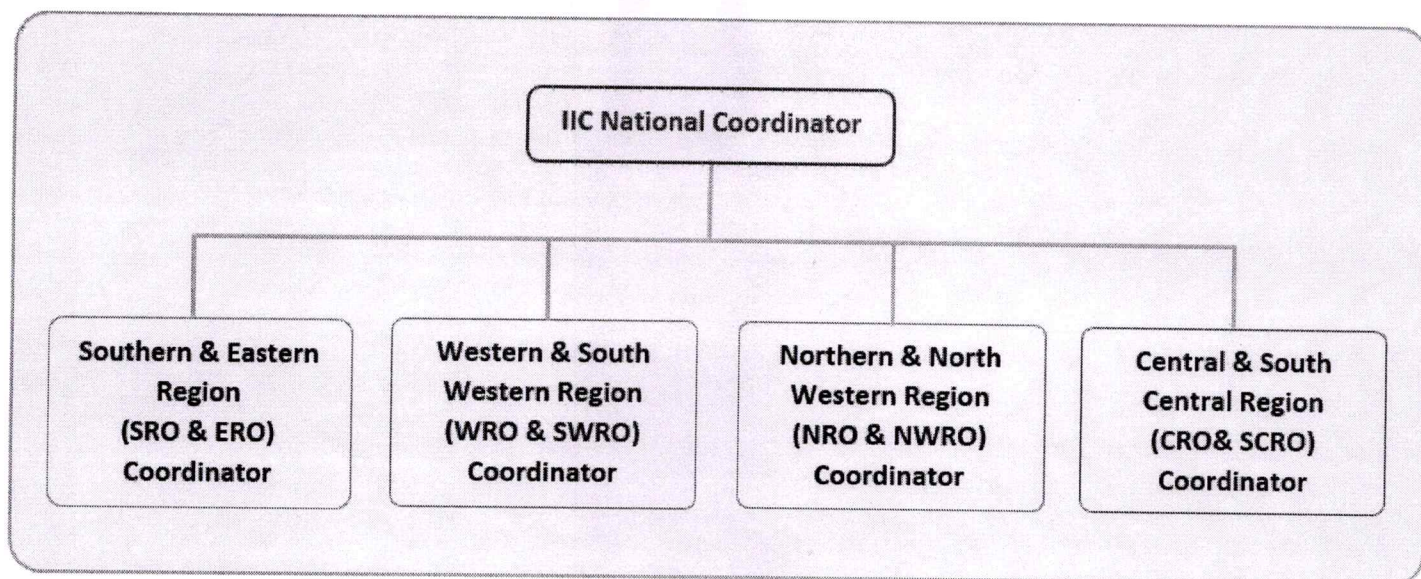 IIC National Coordinator
Southern & Eastern
Region
(SRO & ERO)
Coordinator
Western & South
Western Region
(WRO & SWRO)
Coordinator
Northern & North
Western Region
(NRO & NWRO)
Coordinator
Central & South
Central Region
(CRO& SCRO)
Coordinator